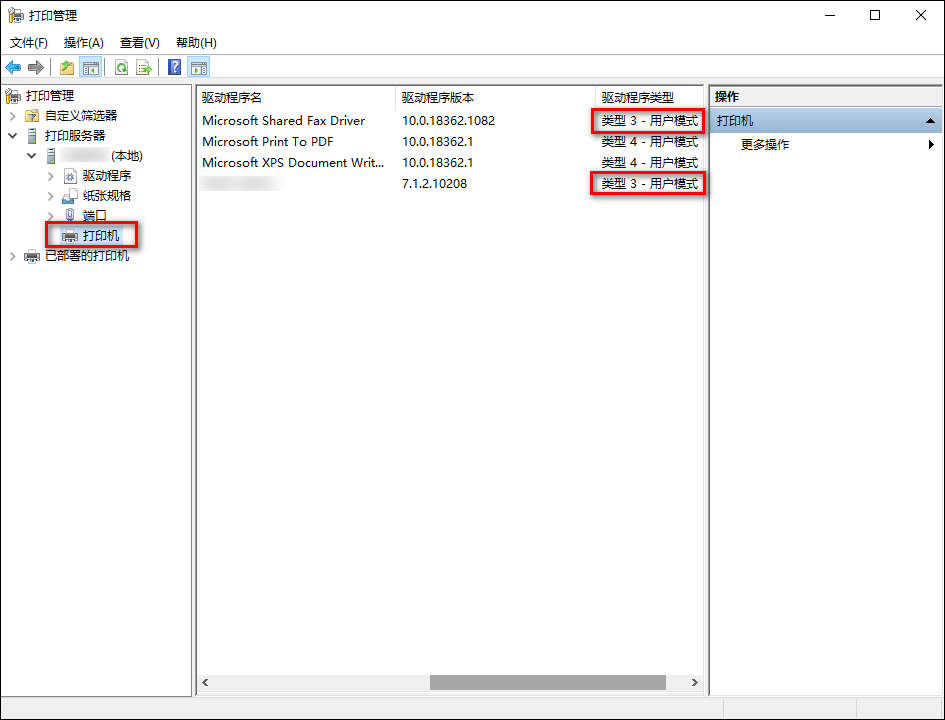 打印管理
文件(F) 操作(A) 查看(V) 帮助(H)
打印管理
自定义筛选器
打印服务器
(本地)
驱动程序
纸张规格
端口
打印机
已部署的打印机
驱动程序名 驱动程序版本 驱动程序类型
Microsoft Shared Fax Driver 10.0.18362.1082 类型 3 - 用户模式
Microsoft Print To PDF 10.0.18362.1 类型 4 - 用户模式
Microsoft XPS Document Writ... 10.0.18362.1 类型 4 - 用户模式
7.1.2.10208 类型 3 - 用户模式
操作
打印机
更多操作